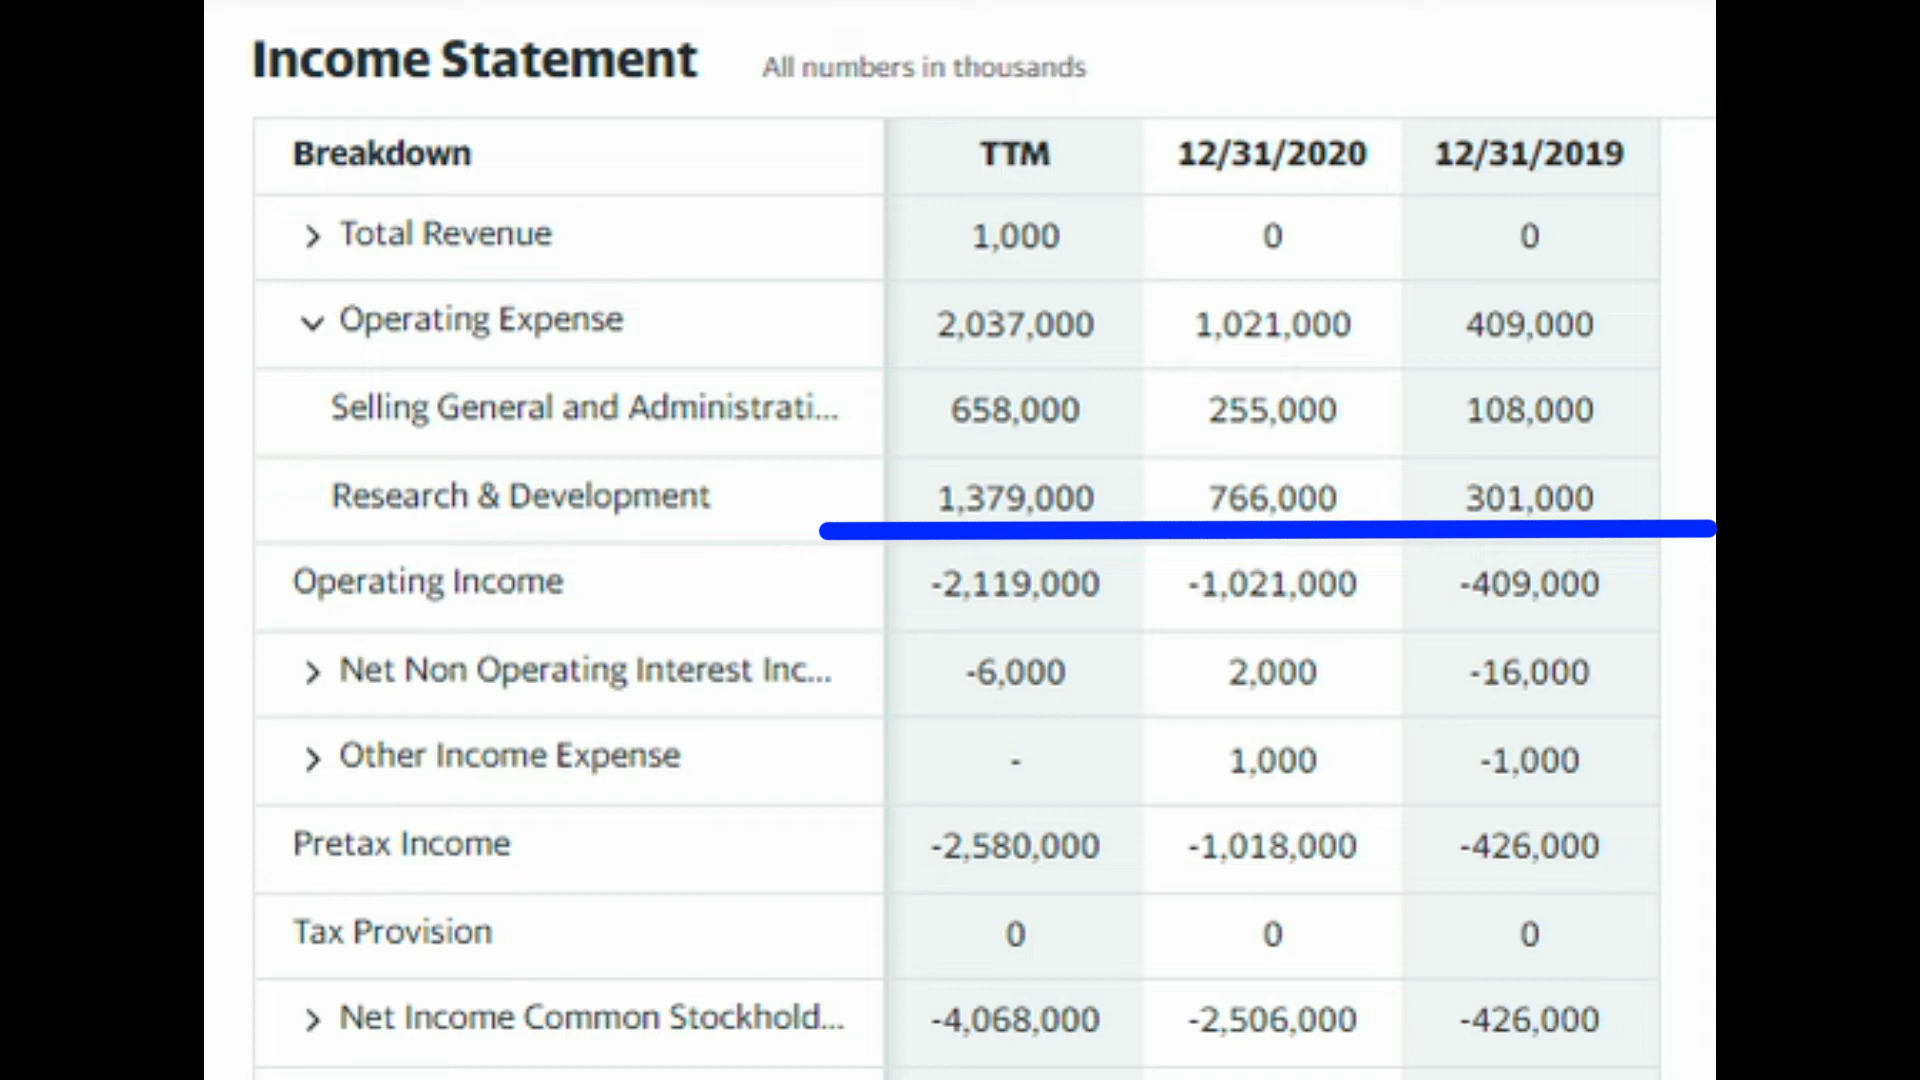 Income Statement All numbers in thousands
Breakdown TTM 12/31/2020 12/31/2019
Total Revenue 1,000 0 0
Operating Expense 2,037,000 1,021,000 409,000
Selling General and Administrati... 658,000 255,000 108,000
Research & Development 1,379,000 766,000 301,000
Operating Income -2,119,000 -1,021,000 -409,000
Net Non Operating Interest Inc... -6,000 2,000 -16,000
Other Income Expense - 1,000 -1,000
Pretax Income -2,580,000 -1,018,000 -426,000
Tax Provision 0 0 0
Net Income Common Stockhold... -4,068,000 -2,506,000 -426,000